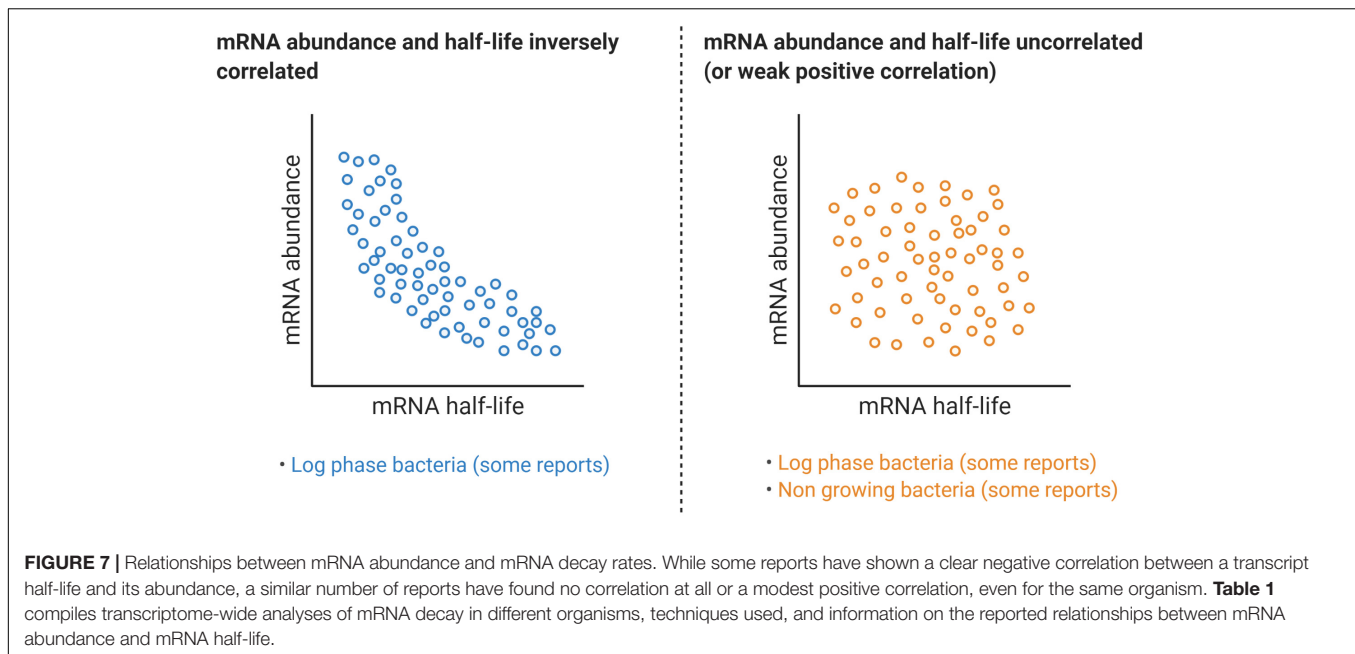 mRNA abundance and half-life inversely
correlated
mRNA abundance
mRNA half-life
• Log phase bacteria (some reports)
mRNA abundance and half-life uncorrelated
(or weak positive correlation)
mRNA abundance
mRNA half-life
• Log phase bacteria (some reports)
• Non growing bacteria (some reports)
FIGURE 7 | Relationships between mRNA abundance and mRNA decay rates. While some reports have shown a clear negative correlation between a transcript
half-life and its abundance, a similar number of reports have found no correlation at all or a modest positive correlation, even for the same organism. Table 1
compiles transcriptome-wide analyses of mRNA decay in different organisms, techniques used, and information on the reported relationships between mRNA
abundance and mRNA half-life.